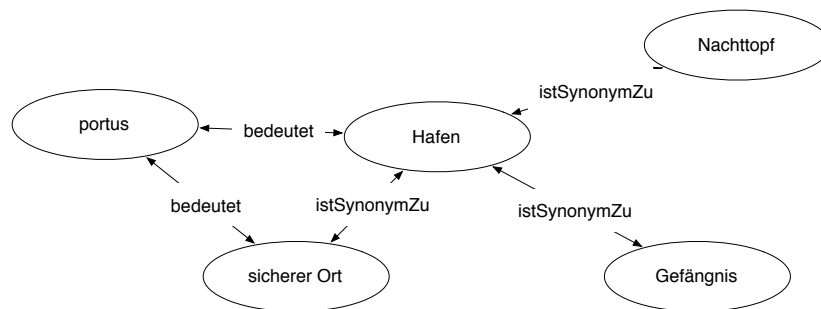 Nachttopf
istSynonymZu
portus
bedeutet
Hafen
bedeutet
istSynonymZu
istSynonymZu
sicherer Ort
Gefängnis